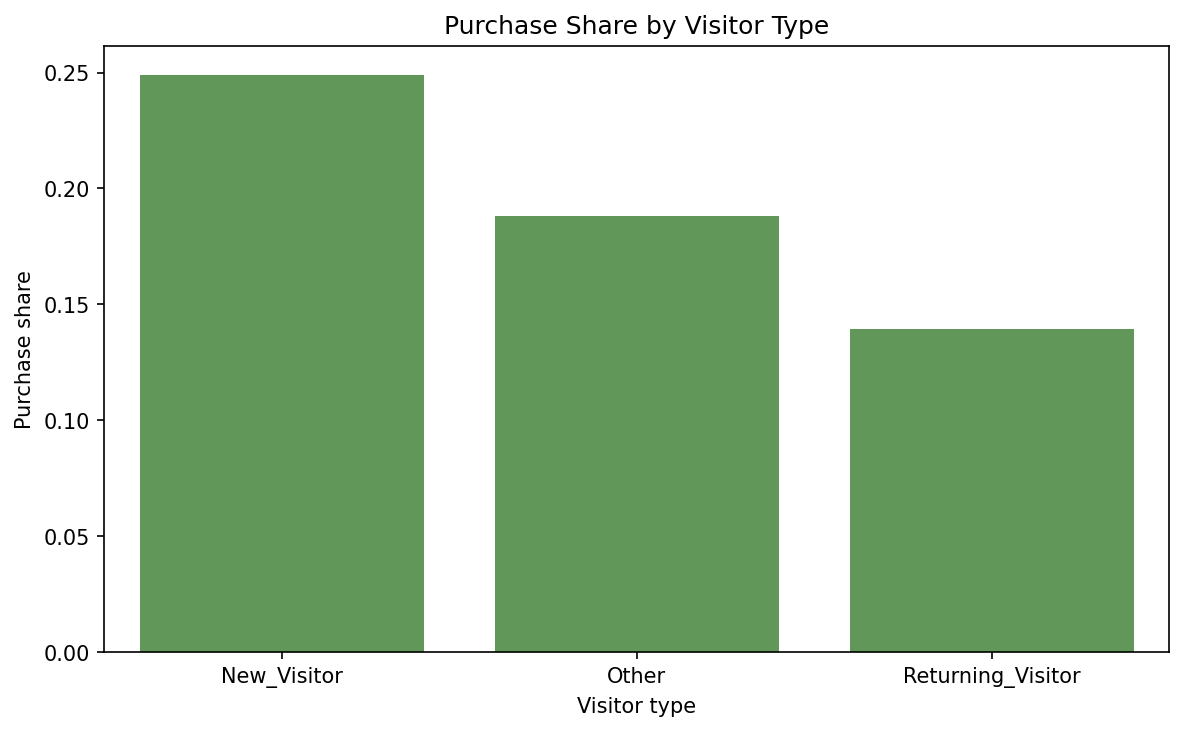 Purchase Share by Visitor Type
Purchase share
0.25
0.20
0.15
0.10
0.05
0.00
New_Visitor
Other
Returning_Visitor
Visitor type